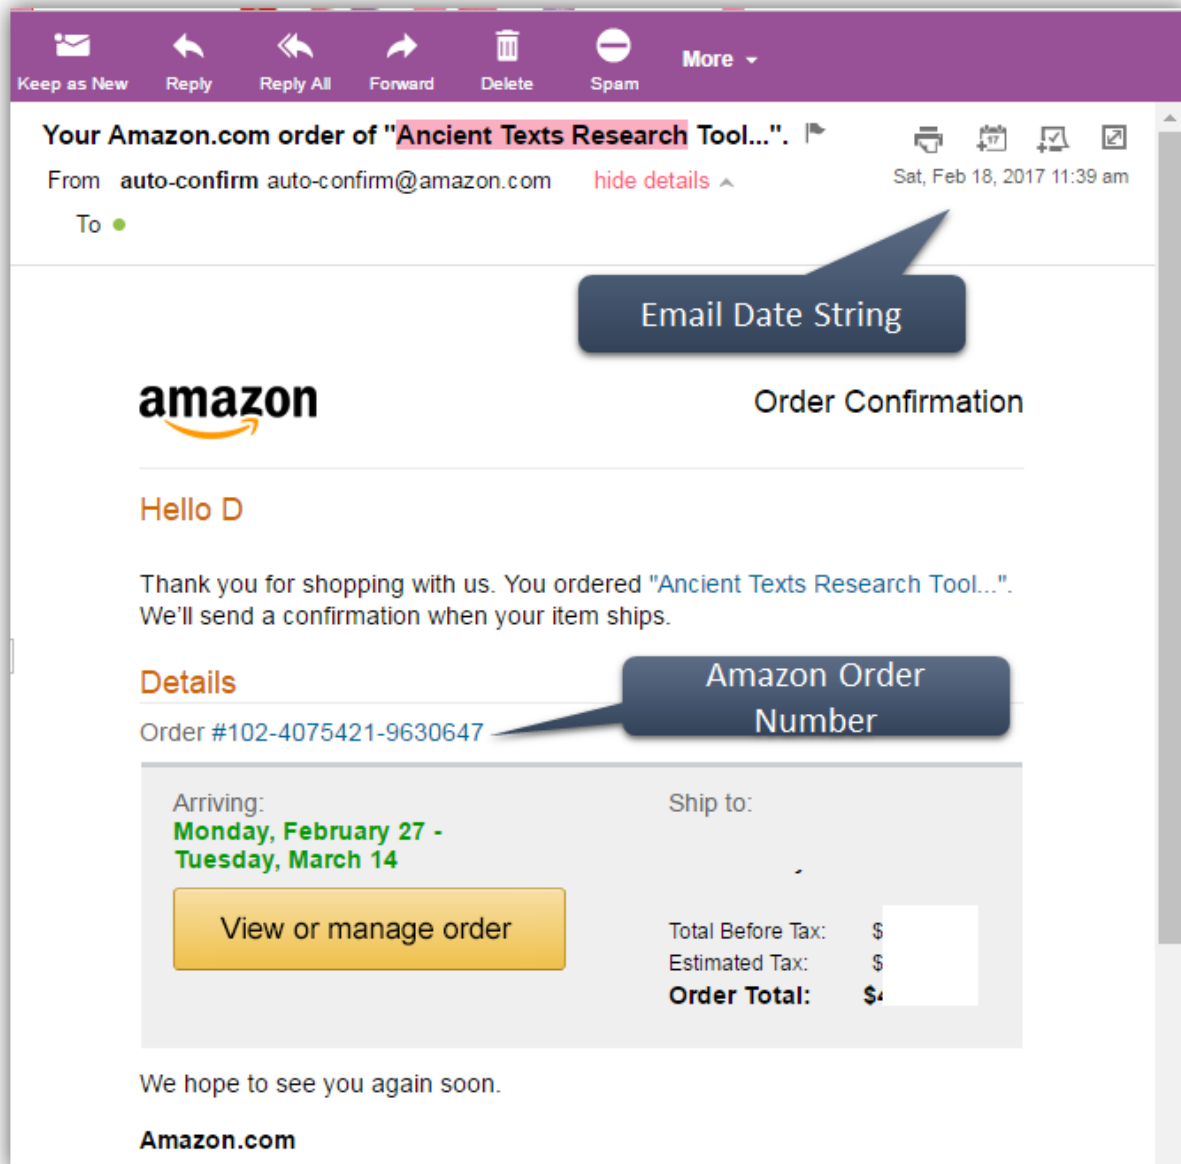 Keep as New Reply Reply All Forward Delete Spam More
Your Amazon.com order of "Ancient Texts Research Tool...".
From auto-confirm auto-confirm@amazon.com hide details
Sat, Feb 18, 2017 11:39 am
To
Email Date String
amazon
Order Confirmation
Hello D
Thank you for shopping with us. You ordered "Ancient Texts Research Tool...".
We'll send a confirmation when your item ships.
Details
Amazon Order
Number
Order #102-4075421-9630647
Arriving:
Monday, February 27 -
Tuesday, March 14
View or manage order
Ship to:
Total Before Tax: $
Estimated Tax: $
Order Total: $
We hope to see you again soon.
Amazon.com